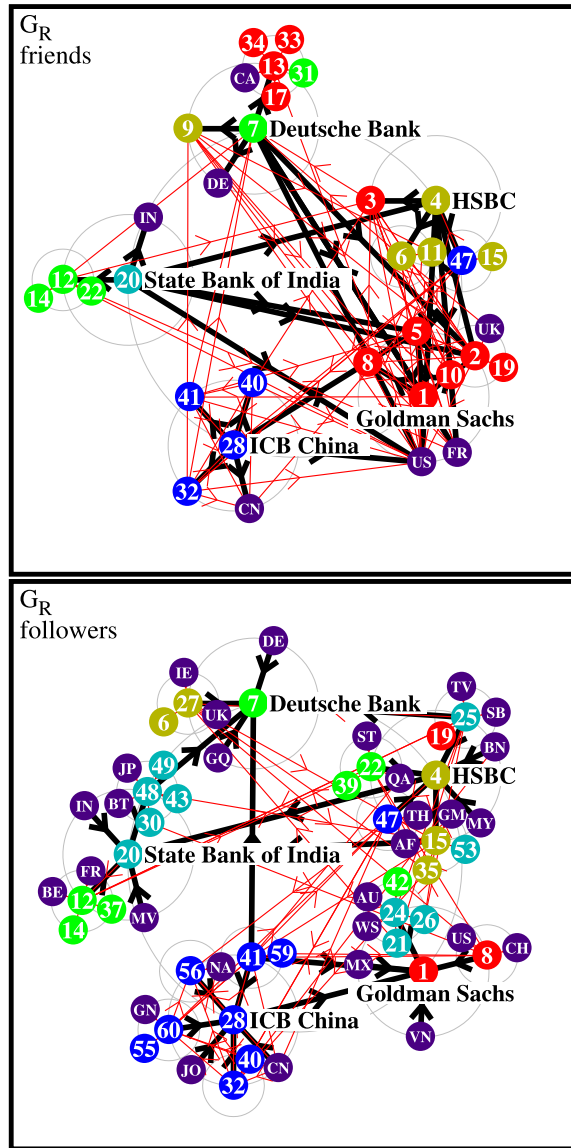 G_R
friends
34
33
13
CA
31
17
9
7
Deutsche Bank
DE
3
4
HSBC
IN
6
11
47
15
12
20
State Bank of India
14
22
5
UK
8
2
10
19
41
40
1
Goldman Sachs
28
ICB China
FR
US
32
CN
G_R
followers
DE
IE
TV
27
7
Deutsche Bank
25
SB
6
UK
19
ST
BN
GQ
49
22
JP
QA
4
HSBC
48
39
43
IN
BT
30
47
TH
GM
MY
AF
15
53
20
State Bank of India
35
FR
BE
42
12
AU
37
14
MV
24
26
WS
US
21
8
CH
41
59
NA
MX
56
1
Goldman Sachs
GN
28
ICB China
60
55
VN
JO
40
CN
32